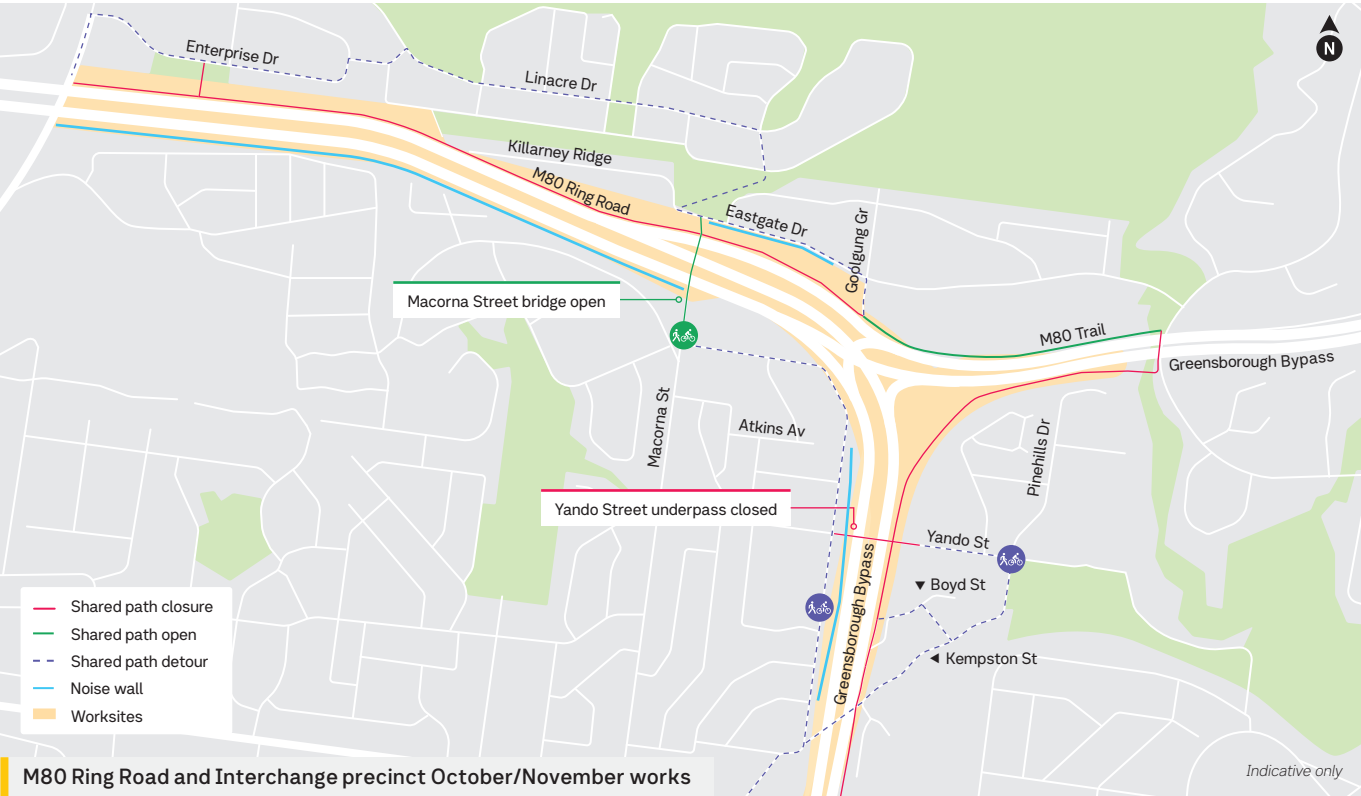 N
Enterprise Dr
Linacre Dr
Killarney Ridge
M80 Ring Road
Eastgate Dr
Goolgung Gr
Macorna Street bridge open
M80 Trail
Greensborough Bypass
Macorna St
Atkins Av
Pinehills Dr
Yando Street underpass closed
Yando St
Boyd St
Greensborough Bypass
Kempston St
Shared path closure
Shared path open
Shared path detour
Noise wall
Worksites
M80 Ring Road and Interchange precinct October/November works
Indicative only